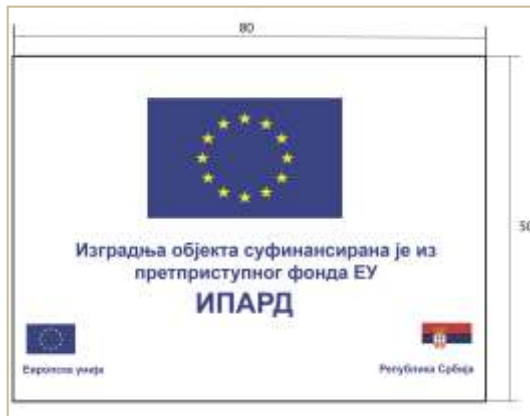 80
50
Изградња објекта суфинансирана је из
претприступног фонда ЕУ
ИПАРД
Европска унија
Република Србија